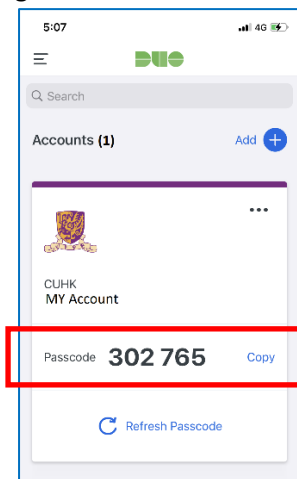 5:07 4G
DUO
Search
Accounts (1) Add
CUHK
MY Account
Passcode 302 765 Copy
Refresh Passcode